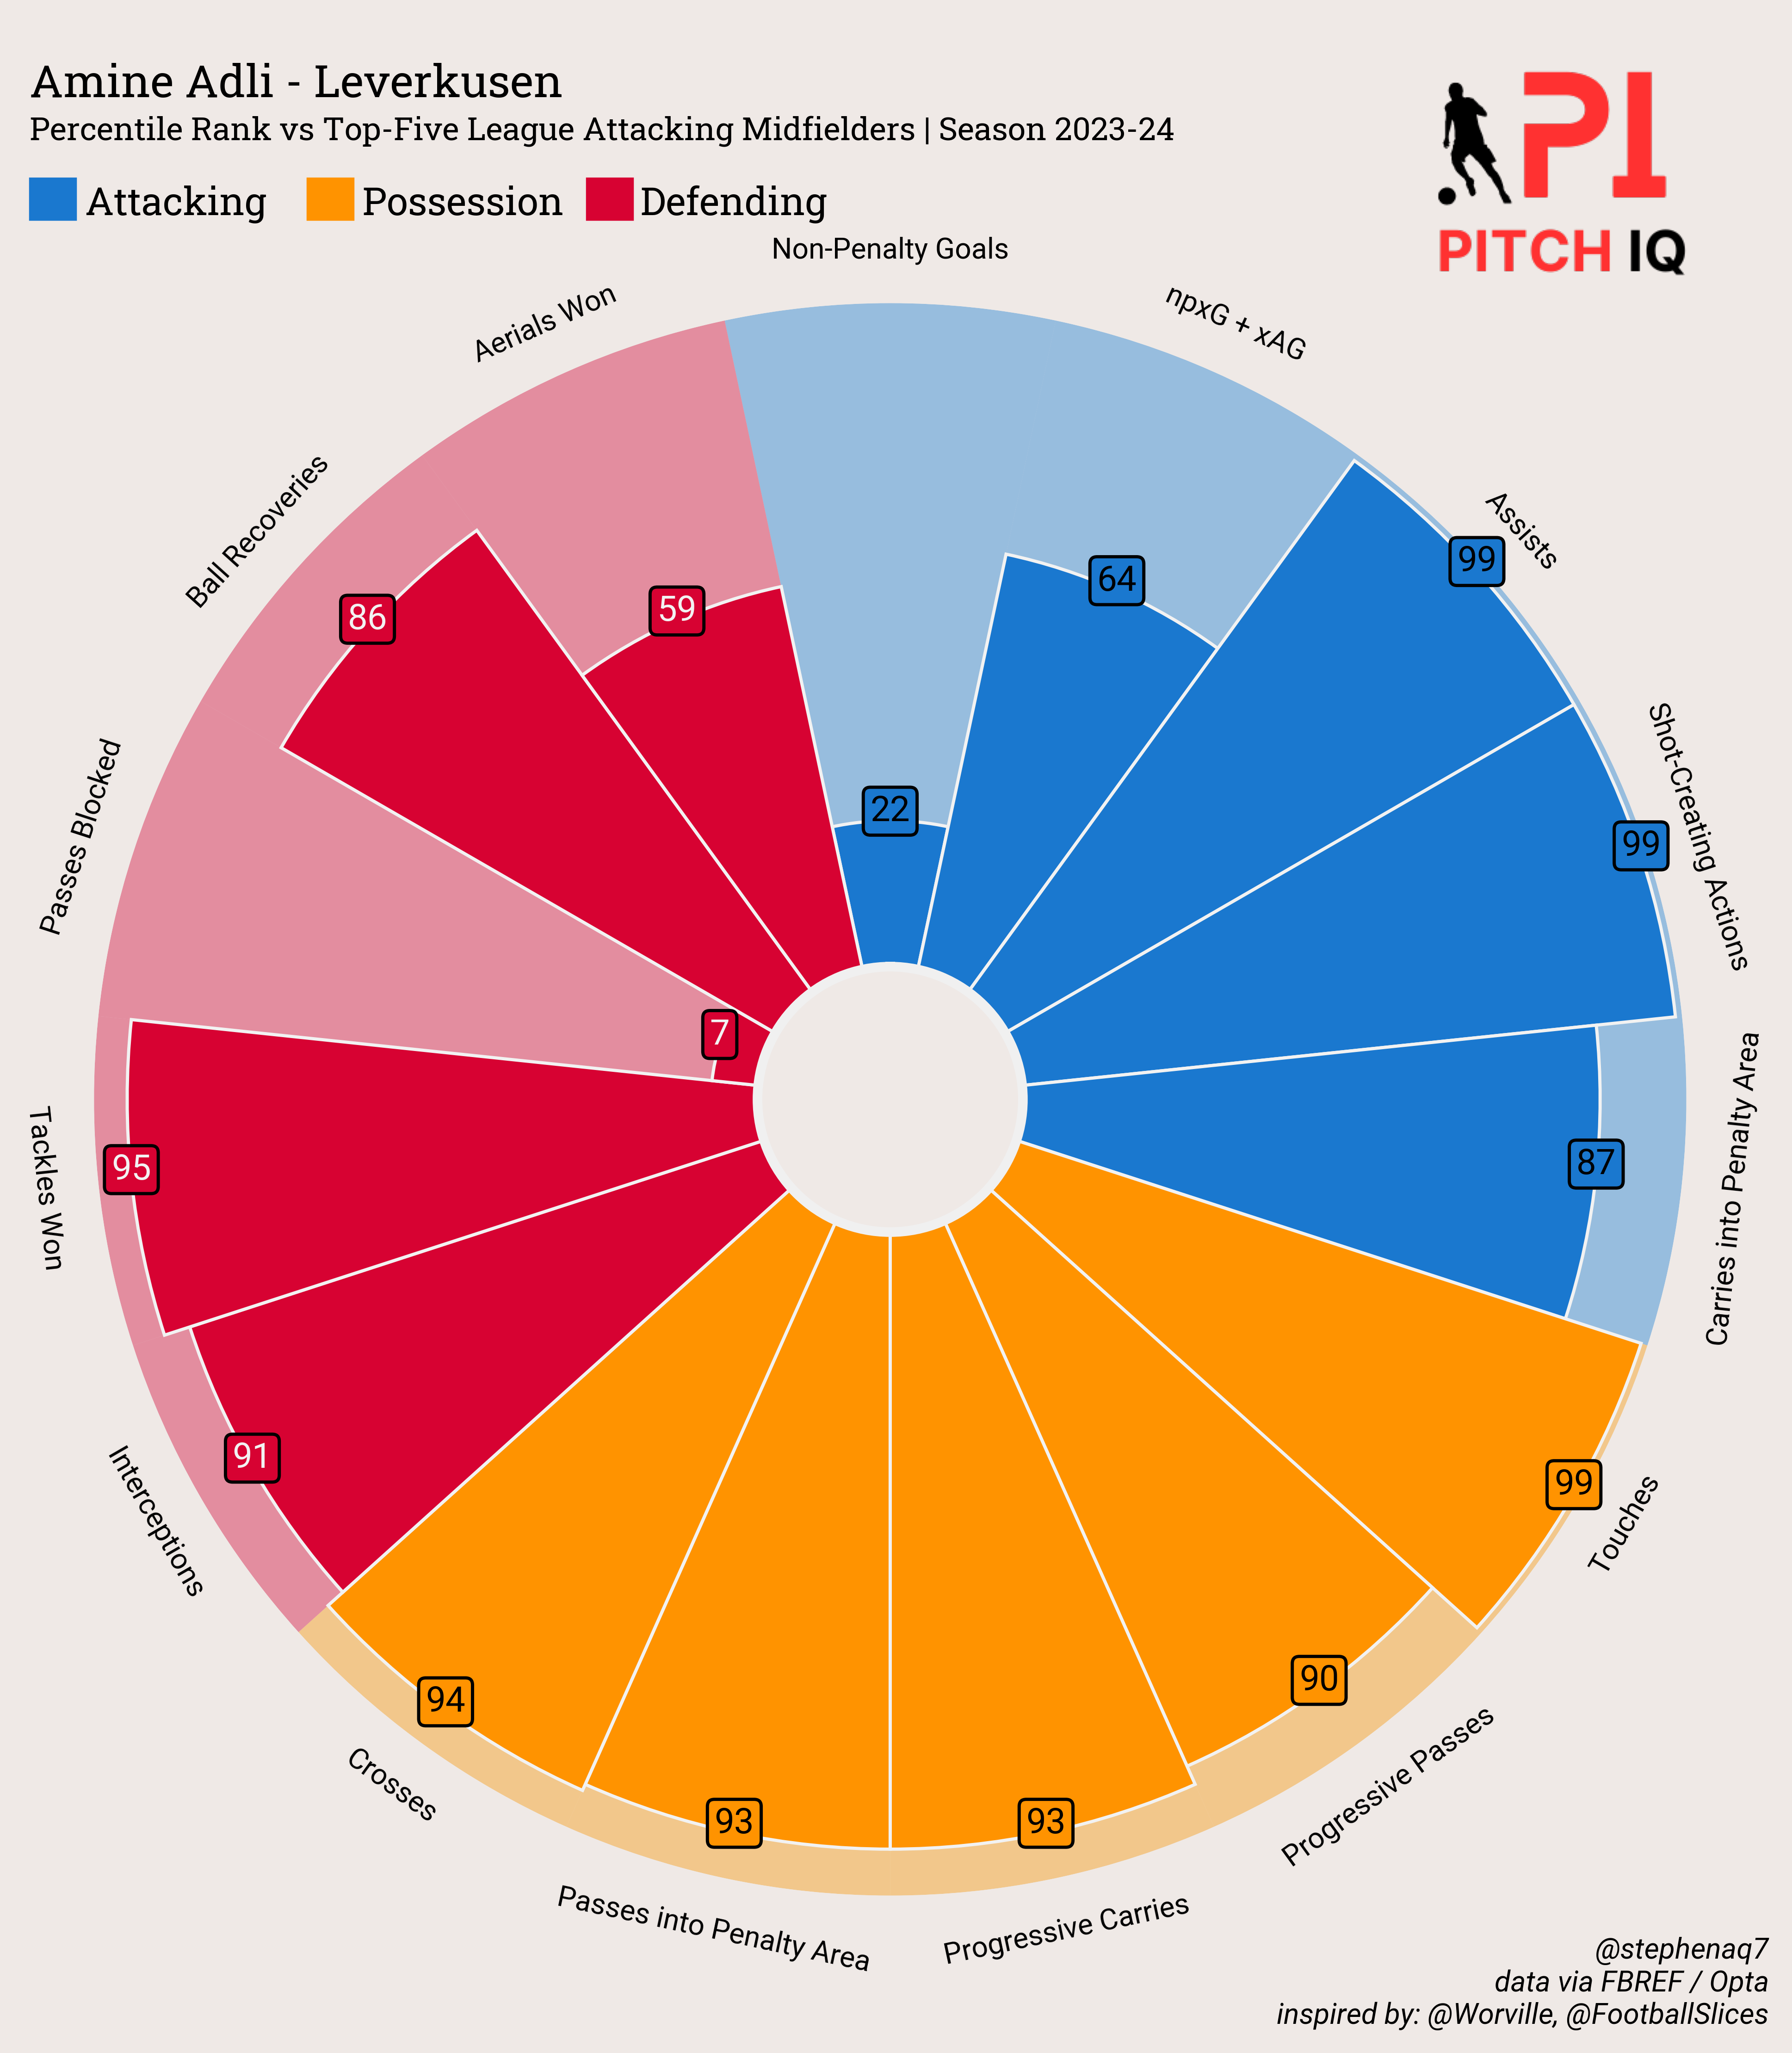 Amine Adli - Leverkusen
Percentile Rank vs Top-Five League Attacking Midfielders | Season 2023-24
Attacking
Possession
Defending
PI
PITCH IQ
Non-Penalty Goals
22
npxG + xAG
64
Assists
99
Shot-Creating Actions
99
Carries into Penalty Area
87
Touches
99
Progressive Passes
90
Progressive Carries
93
Passes into Penalty Area
93
Crosses
94
Interceptions
91
Tackles Won
95
Passes Blocked
7
Ball Recoveries
86
Aerials Won
59
@stephenaq7
data via FBREF / Opta
inspired by: @Worville, @FootballSlices